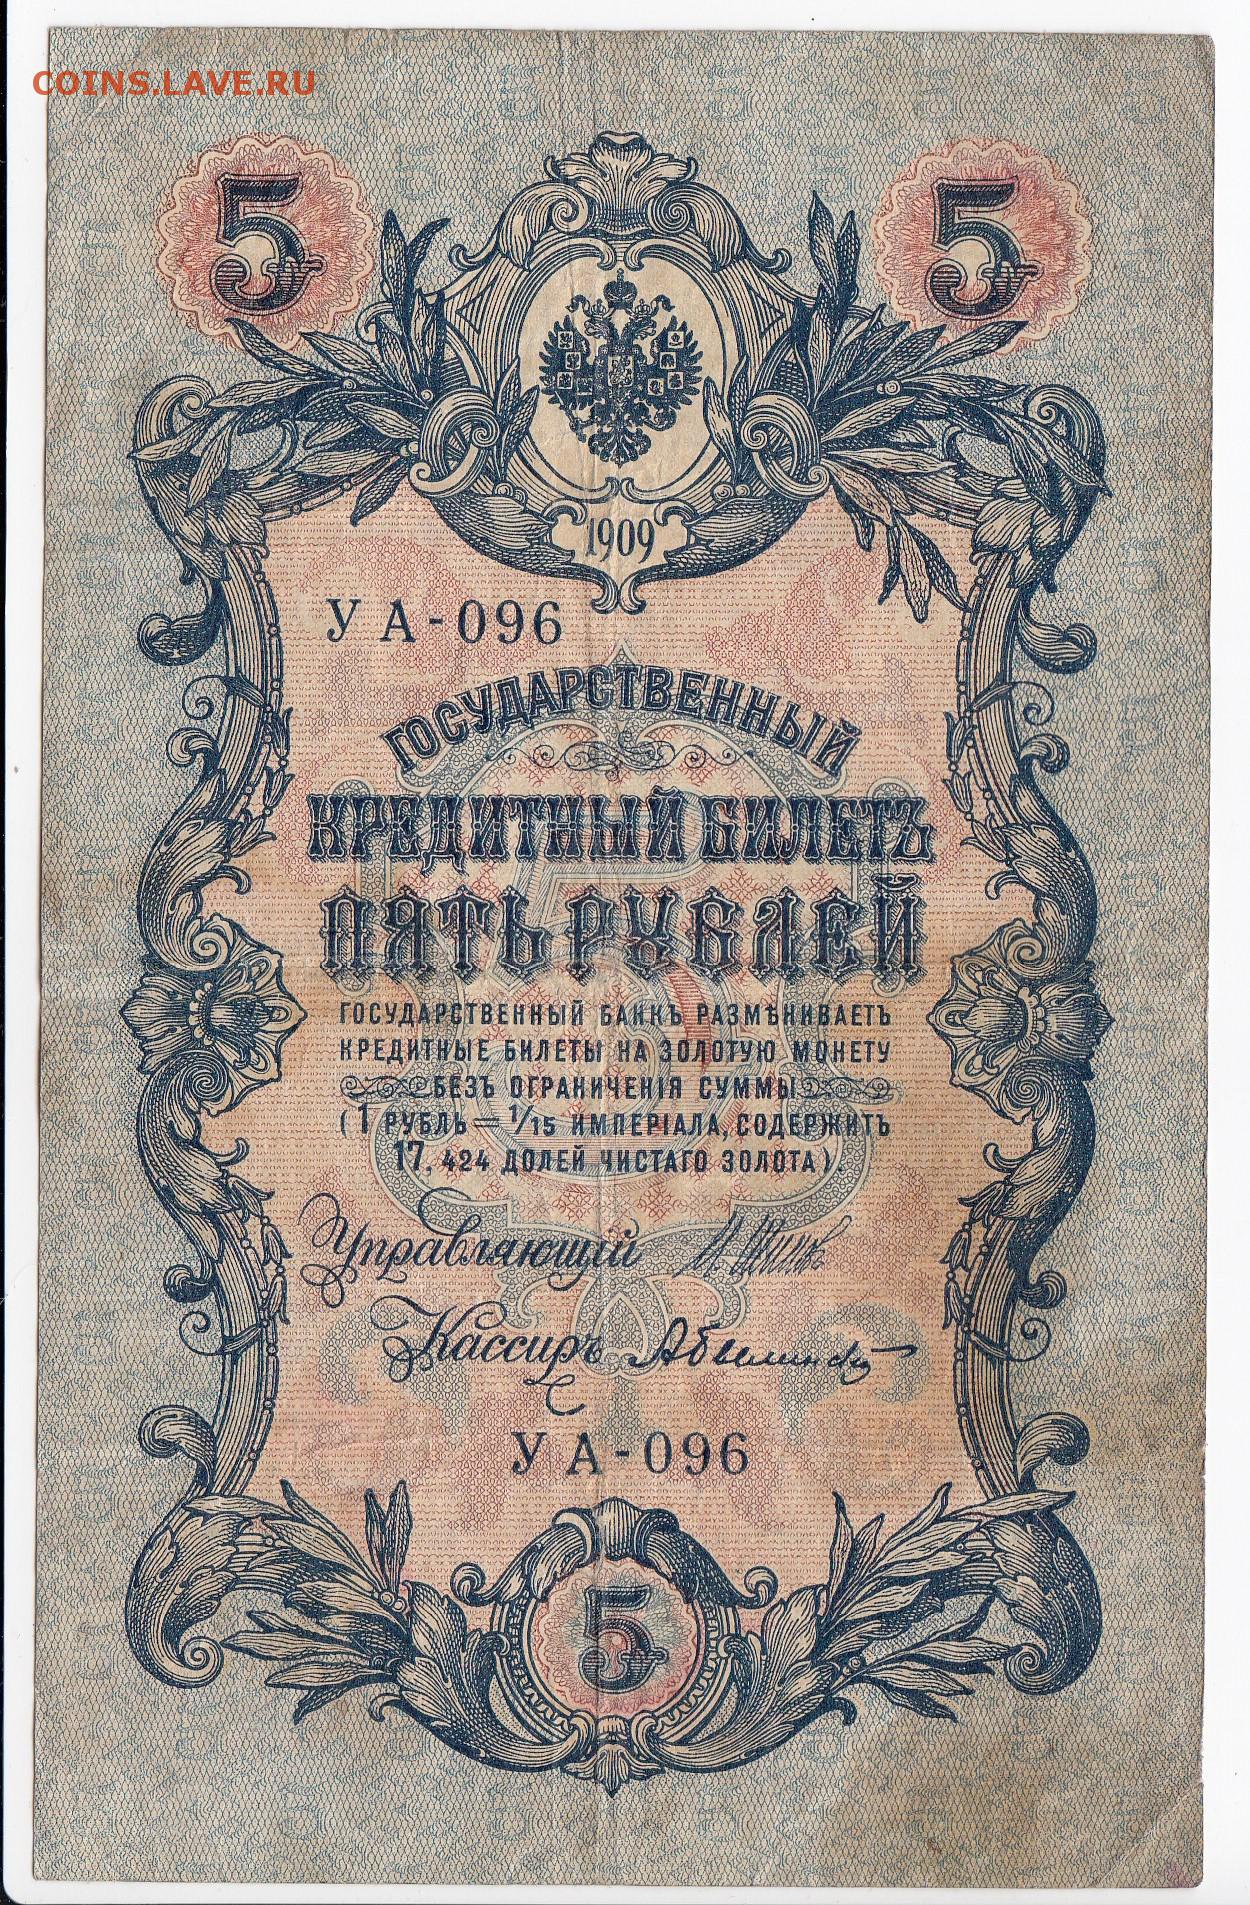 COINS.LAVE.RU
5 5
1909
УА-096
ГОСУДАРСТВЕННЫЙ
КРЕДИТНЫЙ БИЛЕТЪ
ПЯТЬ РУБЛЕЙ
ГОСУДАРСТВЕННЫЙ БАНКЪ РАЗМѢНИВАЕТЪ
КРЕДИТНЫЕ БИЛЕТЫ НА ЗОЛОТУЮ МОНЕТУ
БЕЗЪ ОГРАНИЧЕНІЯ СУММЫ
(1 РУБЛЬ = 1/15 ИМПЕРІАЛА, СОДЕРЖИТЪ
17, 424 ДОЛЕЙ ЧИСТАГО ЗОЛОТА).
Управляющій
Кассиръ
УА-096
5